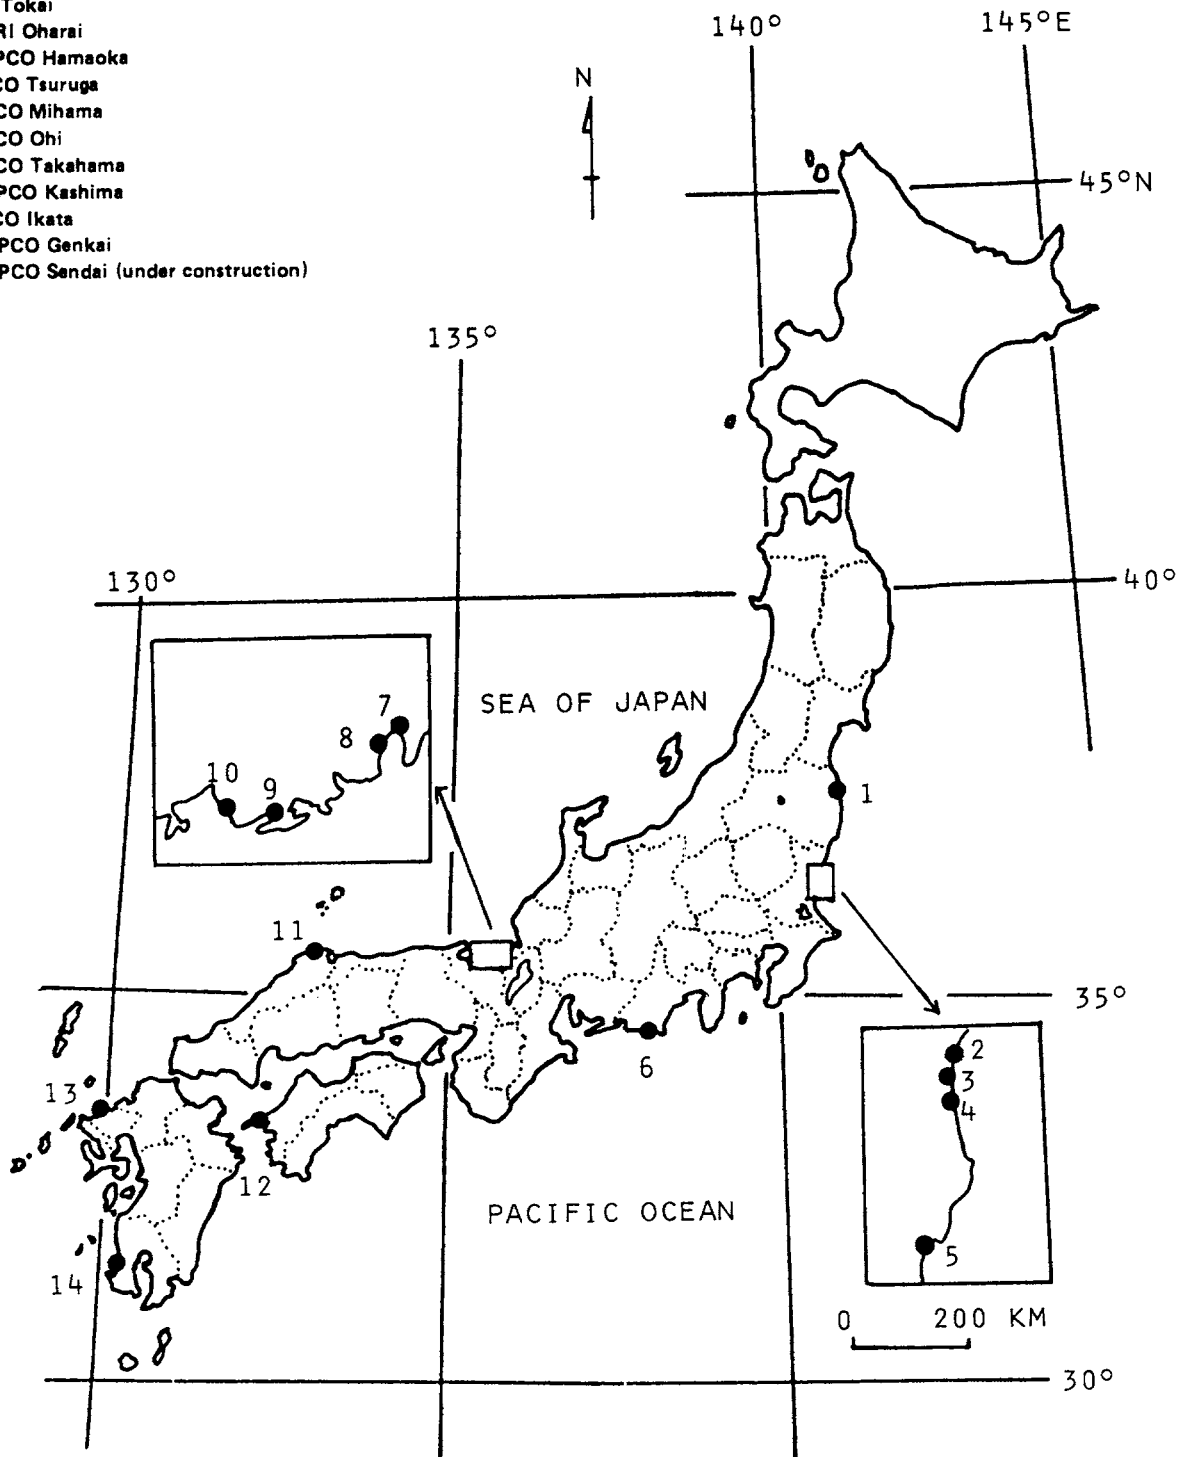 Tokai
RI Oharai
PCO Hamaoka
CO Tsuruga
CO Mihama
CO Ohi
CO Takahama
PCO Kashima
CO Ikata
PCO Genkai
PCO Sendai (under construction)
140°
145°E
N
45°N
135°
130°
40°
SEA OF JAPAN
7
8
10
9
1
11
35°
6
2
3
4
13
12
PACIFIC OCEAN
5
14
0 200 KM
30°